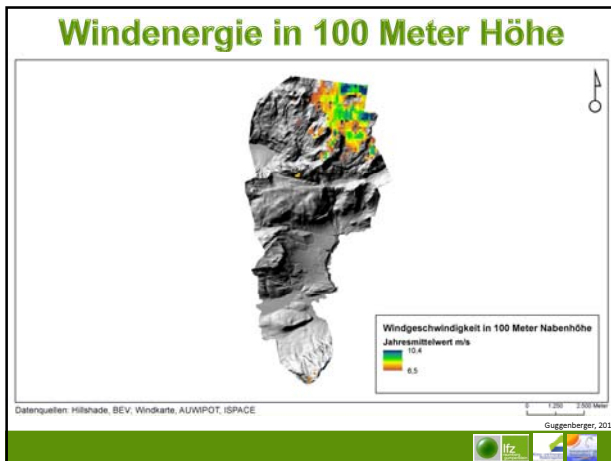 Windenergie in 100 Meter Höhe
Windgeschwindigkeit in 100 Meter Nabenhöhe
Jahresmittelwert m/s
10,4
6,5
Datenquellen: Hillshade, BEV; Windkarte, AUWIPOT, ISPACE
0 1.250 2.500 Meter
Guggenberger, 201
lfz